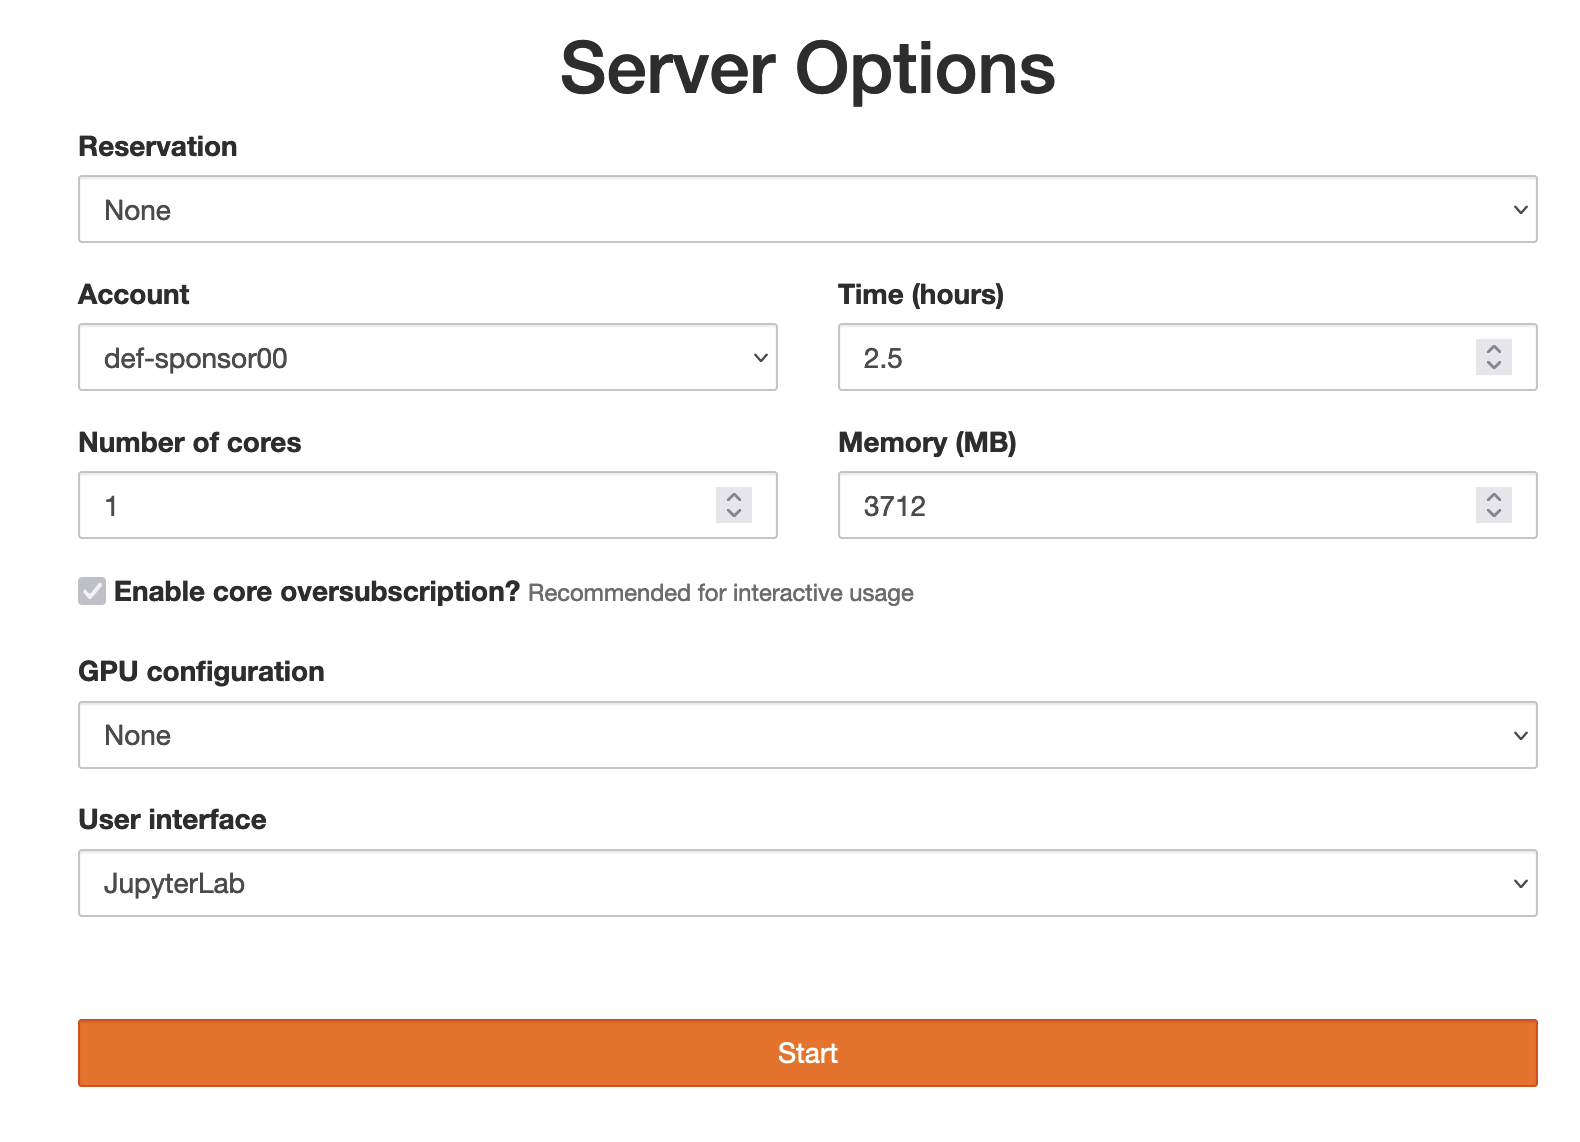 Server Options
Reservation
None
Account
Time (hours)
def-sponsor00
2.5
Number of cores
Memory (MB)
1
3712
Enable core oversubscription? Recommended for interactive usage
GPU configuration
None
User interface
JupyterLab
Start